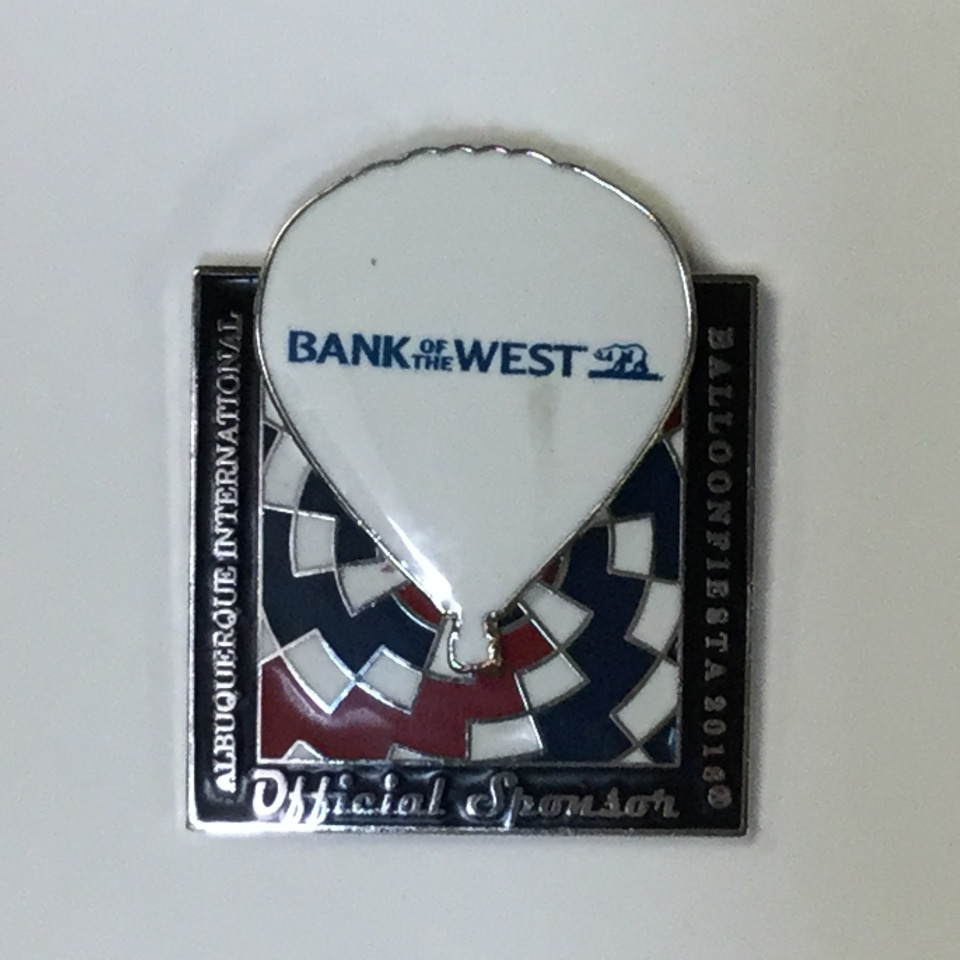 BANK OF THE WEST
ALBUQUERQUE INTERNATIONAL
BALLOON FIESTA 2018®
Official Sponsor